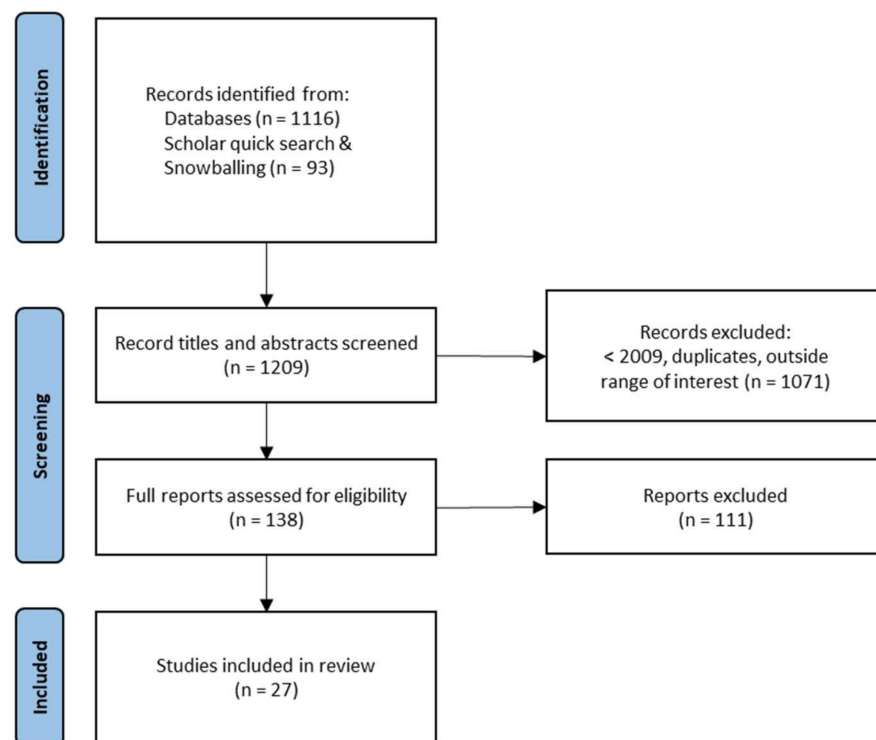 Identification
Records identified from:
Databases (n = 1116)
Scholar quick search &
Snowballing (n = 93)
Screening
Record titles and abstracts screened
(n = 1209)
Records excluded:
< 2009, duplicates, outside
range of interest (n = 1071)
Full reports assessed for eligibility
(n = 138)
Reports excluded
(n = 111)
Included
Studies included in review
(n = 27)